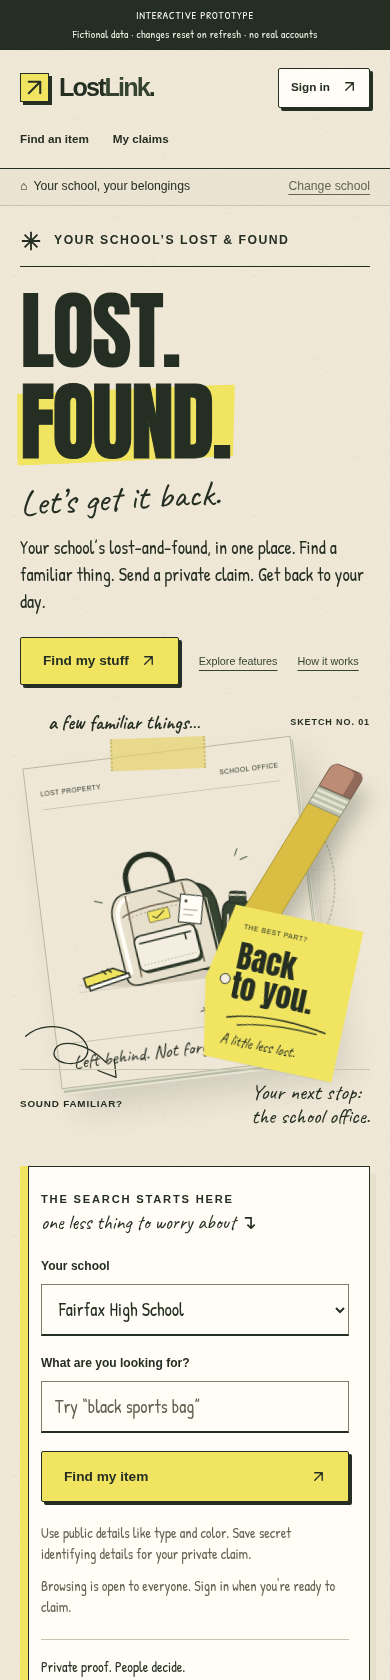 INTERACTIVE PROTOTYPE
Fictional data · changes reset on refresh · no real accounts
LostLink.
Sign in
Find an item My claims
Your school, your belongings
Change school
YOUR SCHOOL'S LOST & FOUND
LOST.
FOUND.
Let's get it back.
Your school's lost-and-found, in one place. Find a
familiar thing. Send a private claim. Get back to your
day.
Find my stuff
Explore features
How it works
a few familiar things...
SKETCH NO. 01
LOST PROPERTY
SCHOOL OFFICE
THE BEST PART?
Back
to you.
A little less lost.
Left behind. Not for
SOUND FAMILIAR?
Your next stop:
the school office.
THE SEARCH STARTS HERE
one less thing to worry about ↴
Your school
Fairfax High School
What are you looking for?
Try “black sports bag”
Find my item
Use public details like type and color. Save secret
identifying details for your private claim.
Browsing is open to everyone. Sign in when you're ready to
claim.
Private proof. People decide.